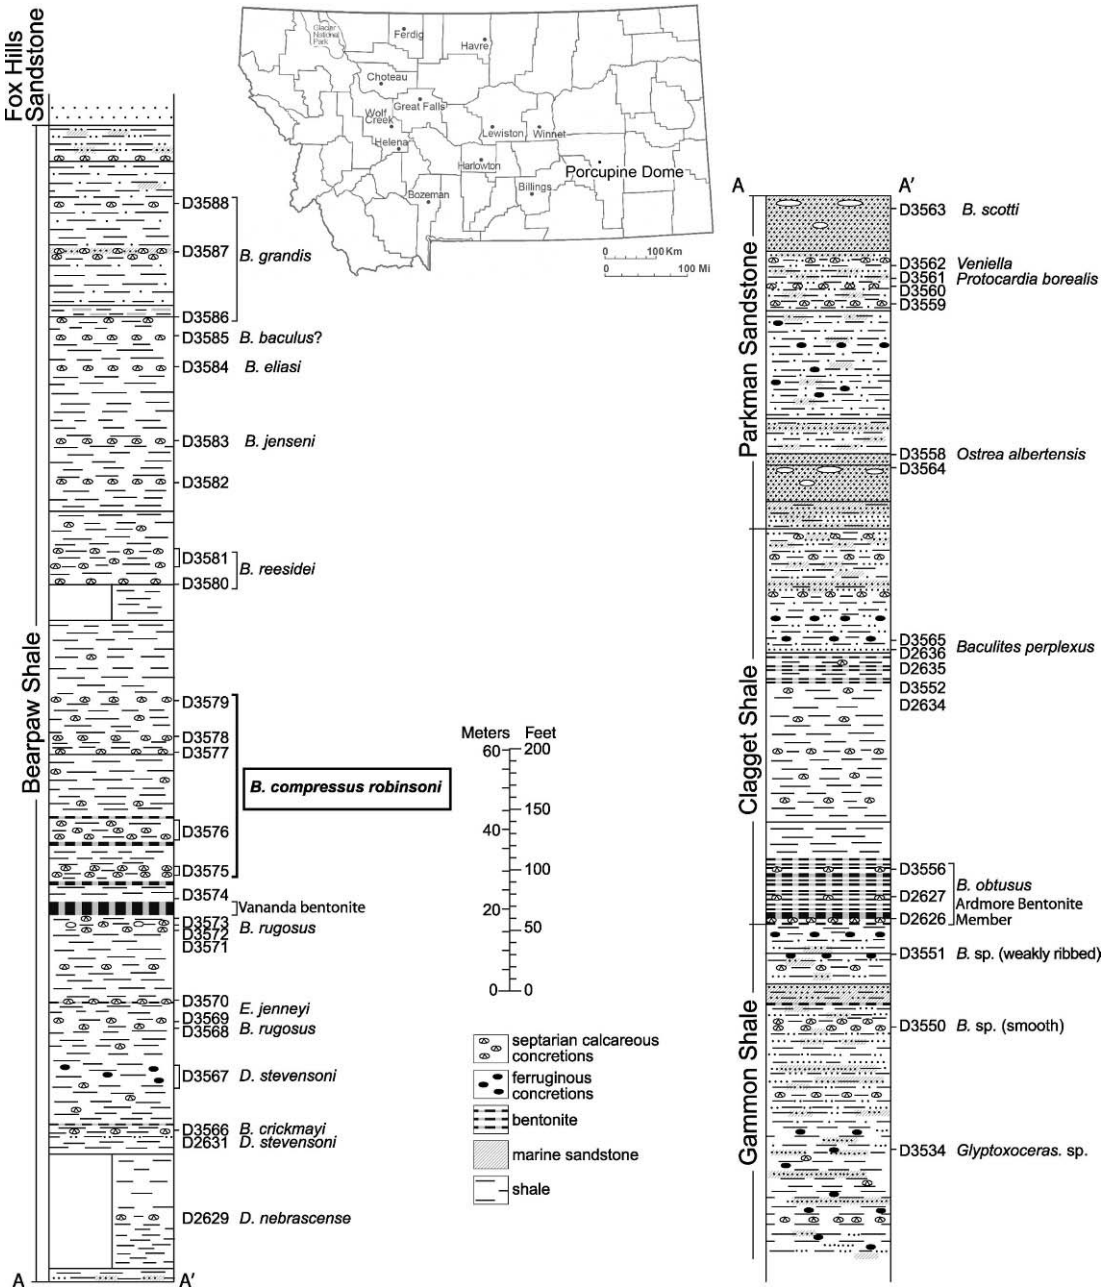 Fox Hills
Sandstone
Bearpaw Shale
D3588
D3587
B. grandis
D3586
D3585 B. baculus?
D3584 B. eliasi
D3583 B. jenseni
D3582
D3581
B. reesidei
D3580
D3579
D3578
D3577
B. compressus robinsoni
D3576
D3575
D3574
Vananda bentonite
D3573
B. rugosus
D3572
D3571
D3570
E. jenneyi
D3569
D3568 B. rugosus
D3567 D. stevensoni
D3566 B. crickmayi
D2631 D. stevensoni
D2629 D. nebrascense
A A'
Glacier
National
Park
Ferdig
Havre
Choteau
Great Falls
Wolf
Creek
Lewiston
Winnet
Helena
Harlowton
Porcupine Dome
Billings
Bozeman
0 100 Km
0 100 Mi
Meters Feet
60 200
150
40
100
20
50
0 0
septarian calcareous
concretions
ferruginous
concretions
bentonite
marine sandstone
shale
A A'
Parkman Sandstone
Clagget Shale
Gammon Shale
D3563 B. scotti
D3562 Veniella
D3561 Protocardia borealis
D3560
D3559
D3558 Ostrea albertensis
D3564
D3565
D2636 Baculites perplexus
D2635
D3552
D2634
D3556
B. obtusus
D2627
Ardmore Bentonite
D2626 Member
D3551 B. sp. (weakly ribbed)
D3550 B. sp. (smooth)
D3534 Glyptoxoceras. sp.